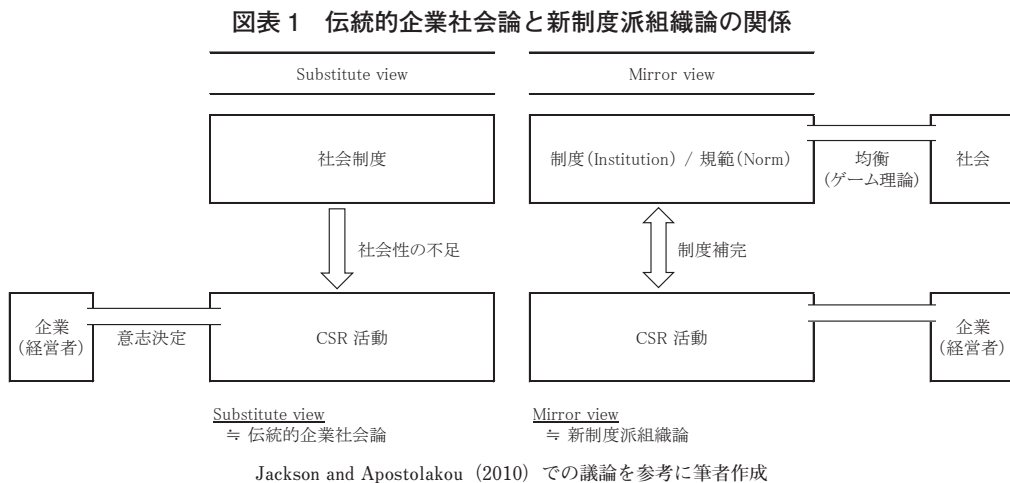 図表1 伝統的企業社会論と新制度派組織論の関係
Substitute view
Mirror view
社会制度
制度(Institution) / 規範(Norm)
均衡
(ゲーム理論)
社会
社会性の不足
制度補完
企業
(経営者)
意志決定
CSR 活動
CSR 活動
企業
(経営者)
Substitute view
≒ 伝統的企業社会論
Mirror view
≒ 新制度派組織論
Jackson and Apostolakou (2010) での議論を参考に筆者作成